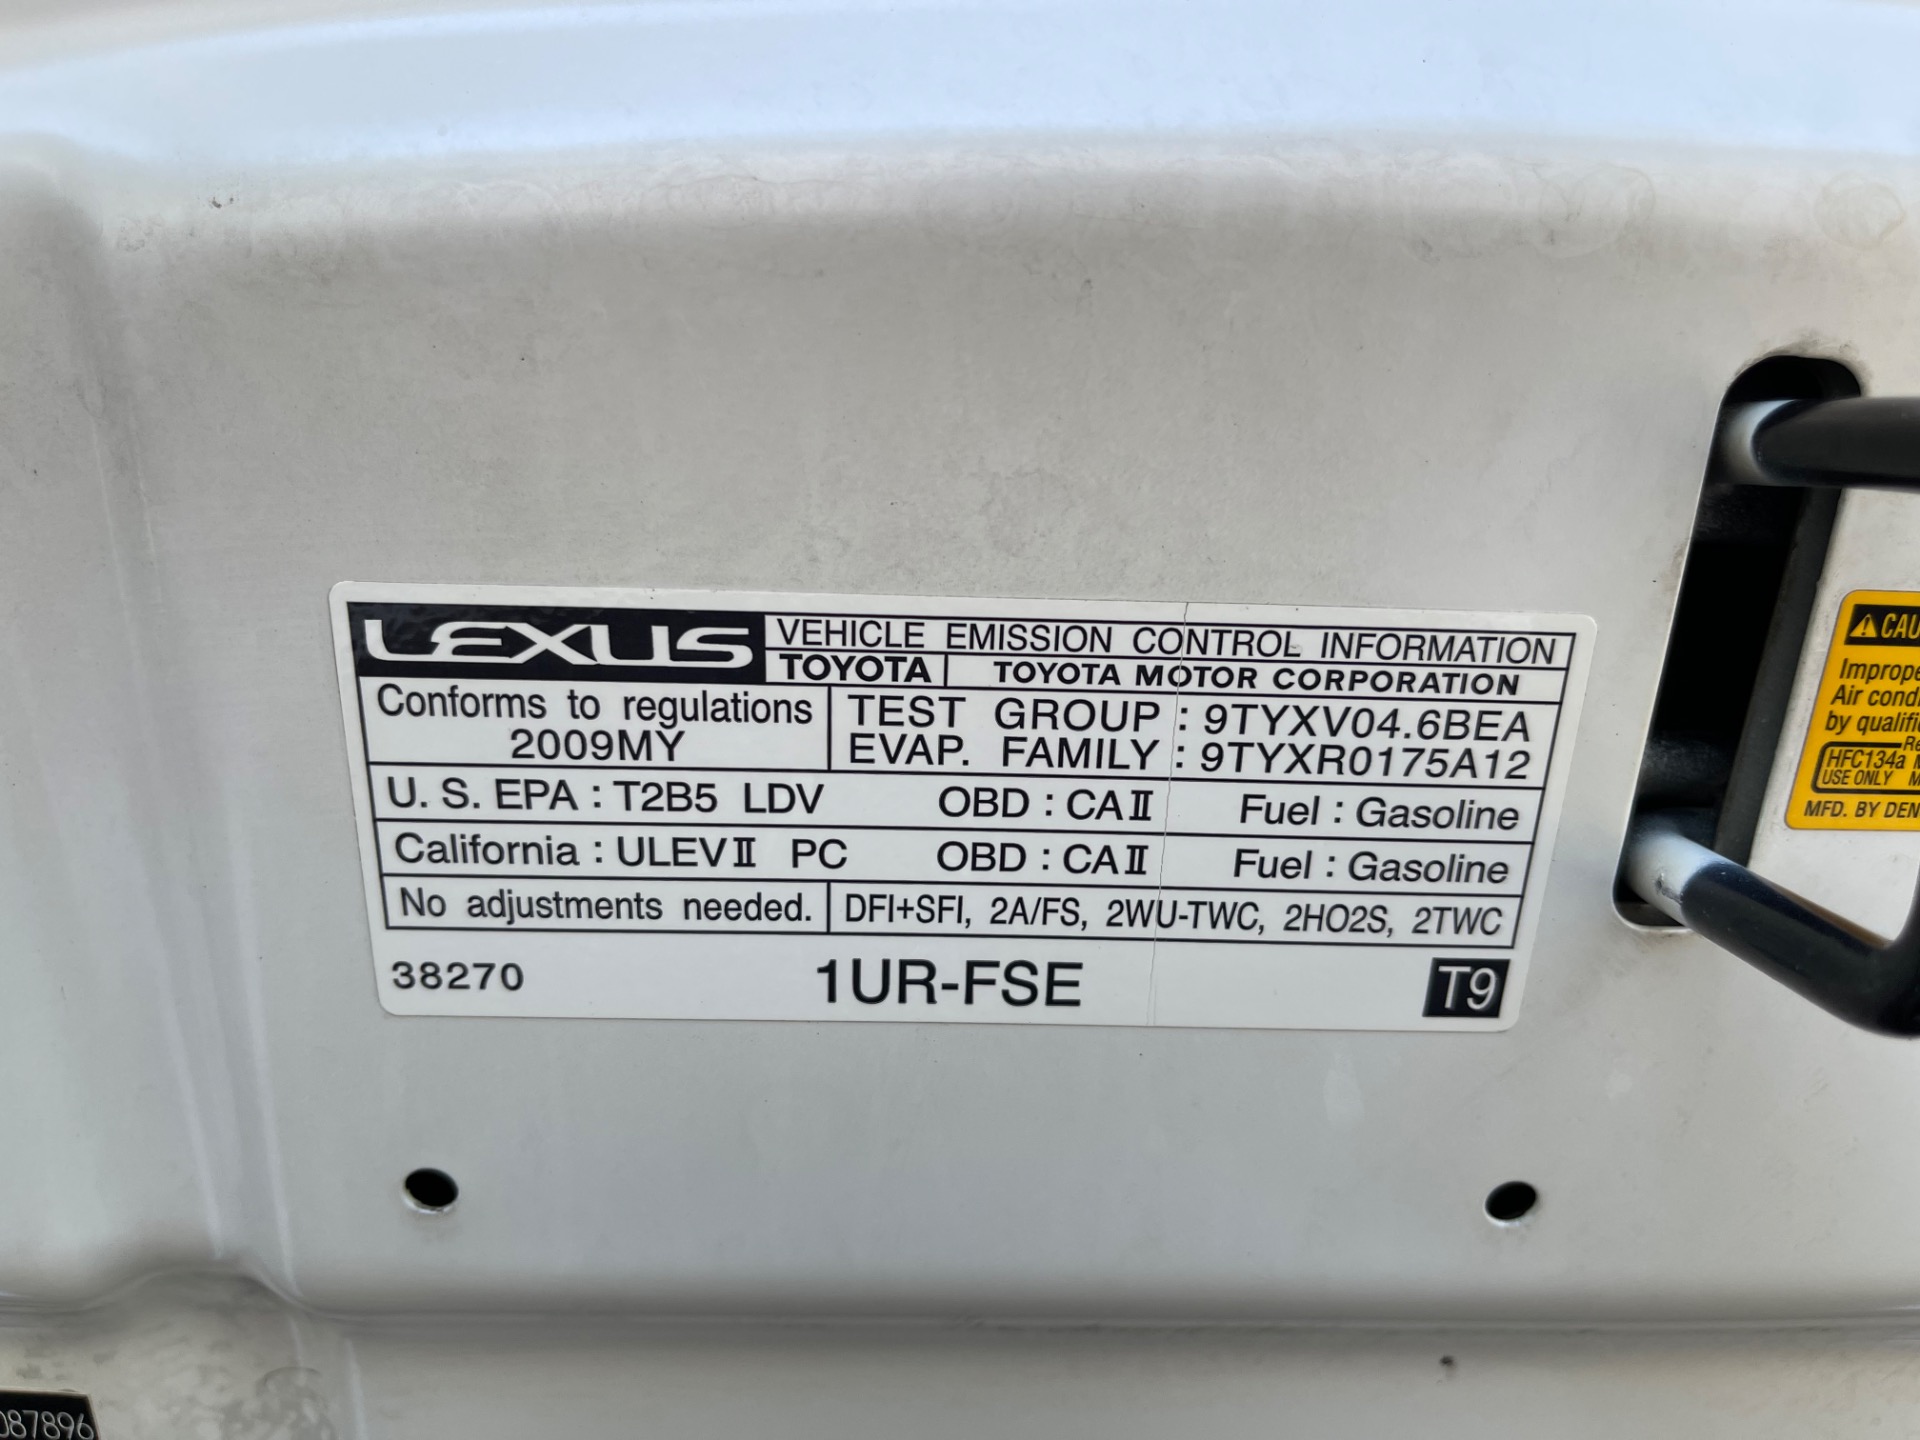 LEXUS
VEHICLE EMISSION CONTROL INFORMATION
TOYOTA TOYOTA MOTOR CORPORATION
Conforms to regulations
2009MY
TEST GROUP : 9TYXV04.6BEA
EVAP. FAMILY : 9TYXR0175A12
U. S. EPA : T2B5 LDV OBD : CAⅡ Fuel : Gasoline
California : ULEVⅡ PC OBD : CAⅡ Fuel : Gasoline
No adjustments needed. DFI+SFI, 2A/FS, 2WU-TWC, 2HO2S, 2TWC
38270 1UR-FSE T9
CAU
Imprope
Air condi
by qualifi
Re
HFC134a M
USE ONLY M
MFD. BY DEN
087896